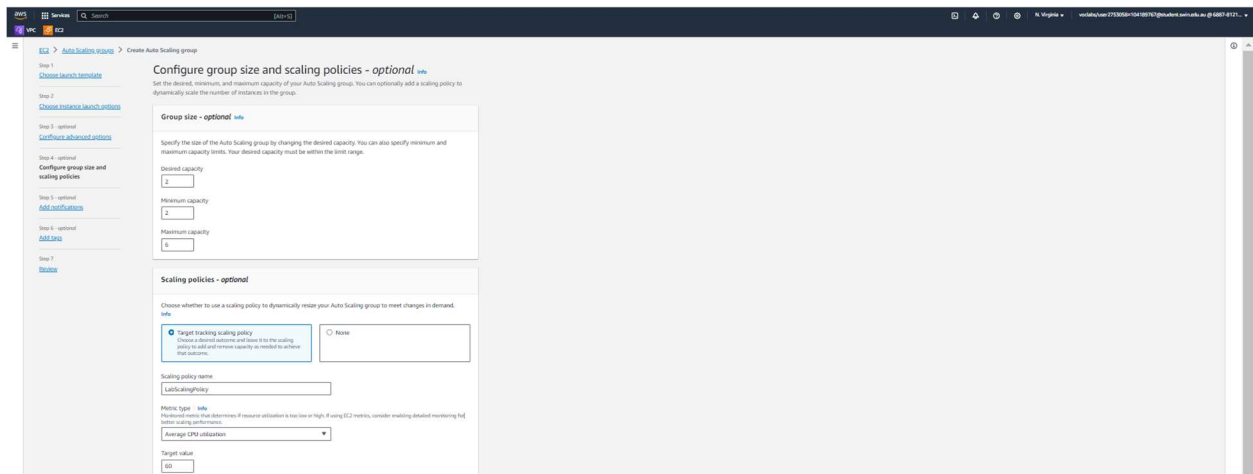 aws
Services
Search
[Alt+S]
N. Virginia
voclabs/user2753058=104189767@student.swin.edu.au @ 6887-8121...
VPC
EC2
EC2 > Auto Scaling groups > Create Auto Scaling group
Step 1
Choose launch template
Step 2
Choose instance launch options
Step 3 - optional
Configure advanced options
Step 4 - optional
Configure group size and
scaling policies
Step 5 - optional
Add notifications
Step 6 - optional
Add tags
Step 7
Review
Configure group size and scaling policies - optional Info
Set the desired, minimum, and maximum capacity of your Auto Scaling group. You can optionally add a scaling policy to
dynamically scale the number of instances in the group.
Group size - optional Info
Specify the size of the Auto Scaling group by changing the desired capacity. You can also specify minimum and
maximum capacity limits. Your desired capacity must be within the limit range.
Desired capacity
2
Minimum capacity
2
Maximum capacity
Scaling policies - optional
Choose whether to use a scaling policy to dynamically resize your Auto Scaling group to meet changes in demand.
Info
Target tracking scaling policy
Choose a desired outcome and leave it to the scaling
policy to add and remove capacity as needed to achieve
that outcome.
None
Scaling policy name
LabScalingPolicy
Metric type | Info
Monitored metric that determines if resource utilization is too low or high. If using EC2 metrics, consider enabling detailed monitoring for
better scaling performance.
Average CPU utilization
Target value
60